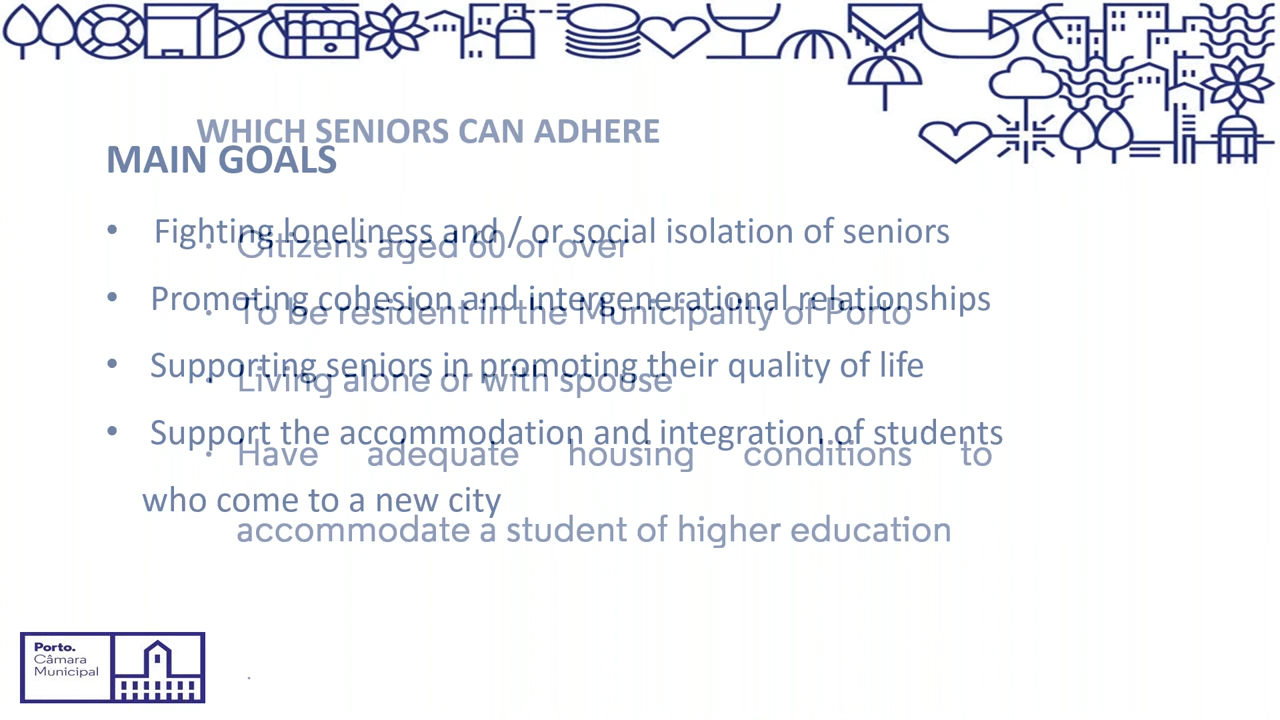 WHICH SENIORS CAN ADHERE
MAIN GOALS
• Fighting loneliness and / or social isolation of seniors
• Citizens aged 60 or over
• Promoting cohesion and intergenerational relationships
• To be resident in the Municipality of Porto
• Supporting seniors in promoting their quality of life
• Living alone or with spouse
• Support the accommodation and integration of students
• Have adequate housing conditions to
who come to a new city
accommodate a student of higher education
Porto.
Câmara
Municipal
.